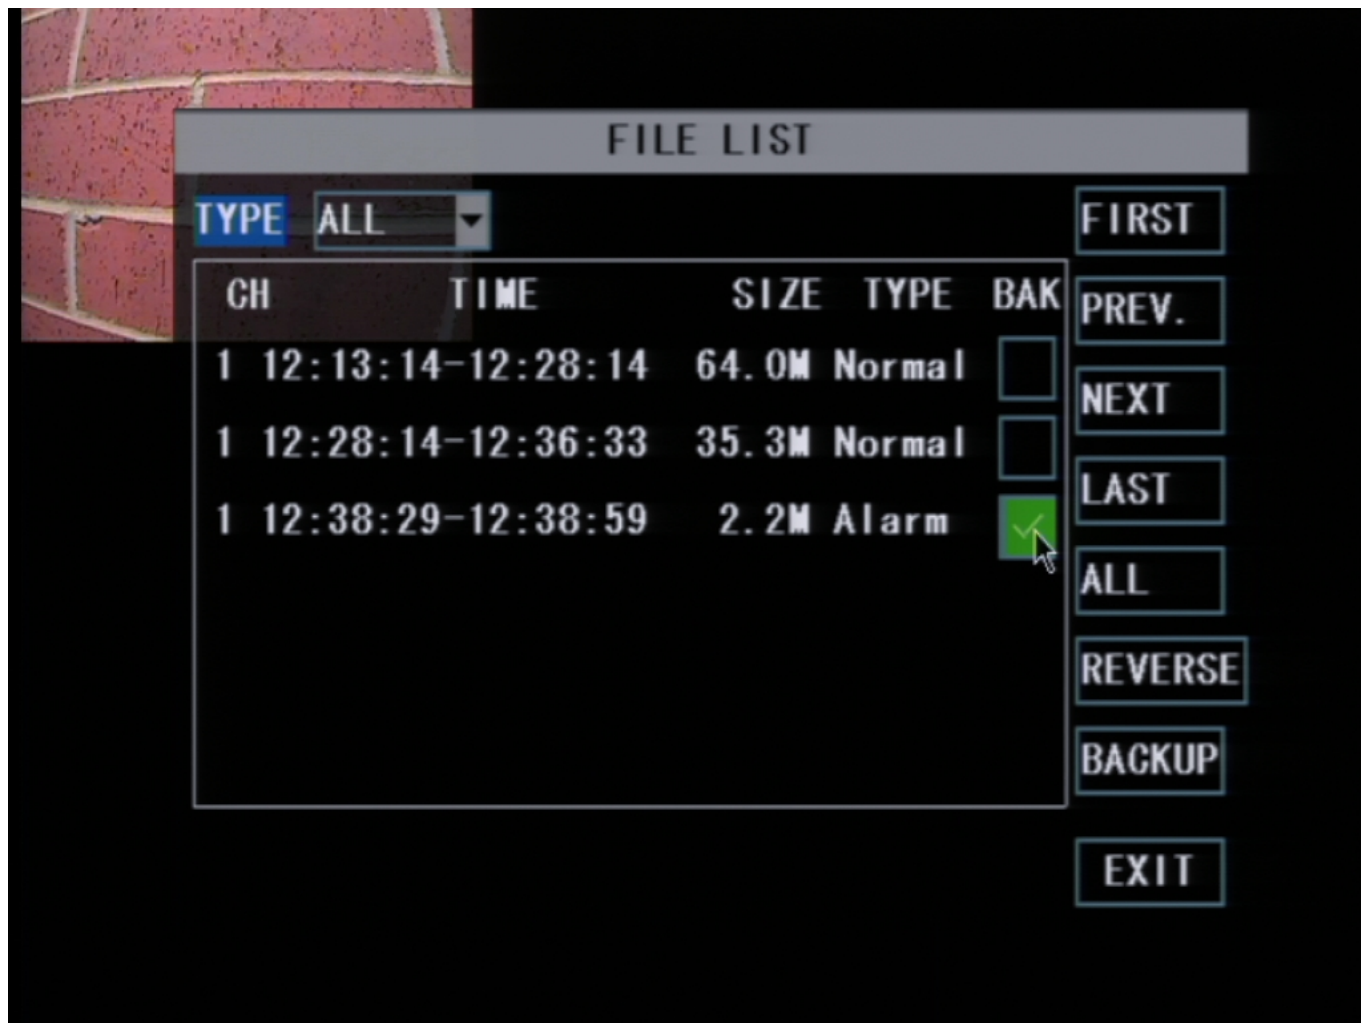 FILE LIST
TYPE ALL FIRST
CH TIME SIZE TYPE BAK
PREV.
1 12:13:14-12:28:14 64.0M Normal
NEXT
1 12:28:14-12:36:33 35.3M Normal
LAST
1 12:38:29-12:38:59 2.2M Alarm
ALL
REVERSE
BACKUP
EXIT